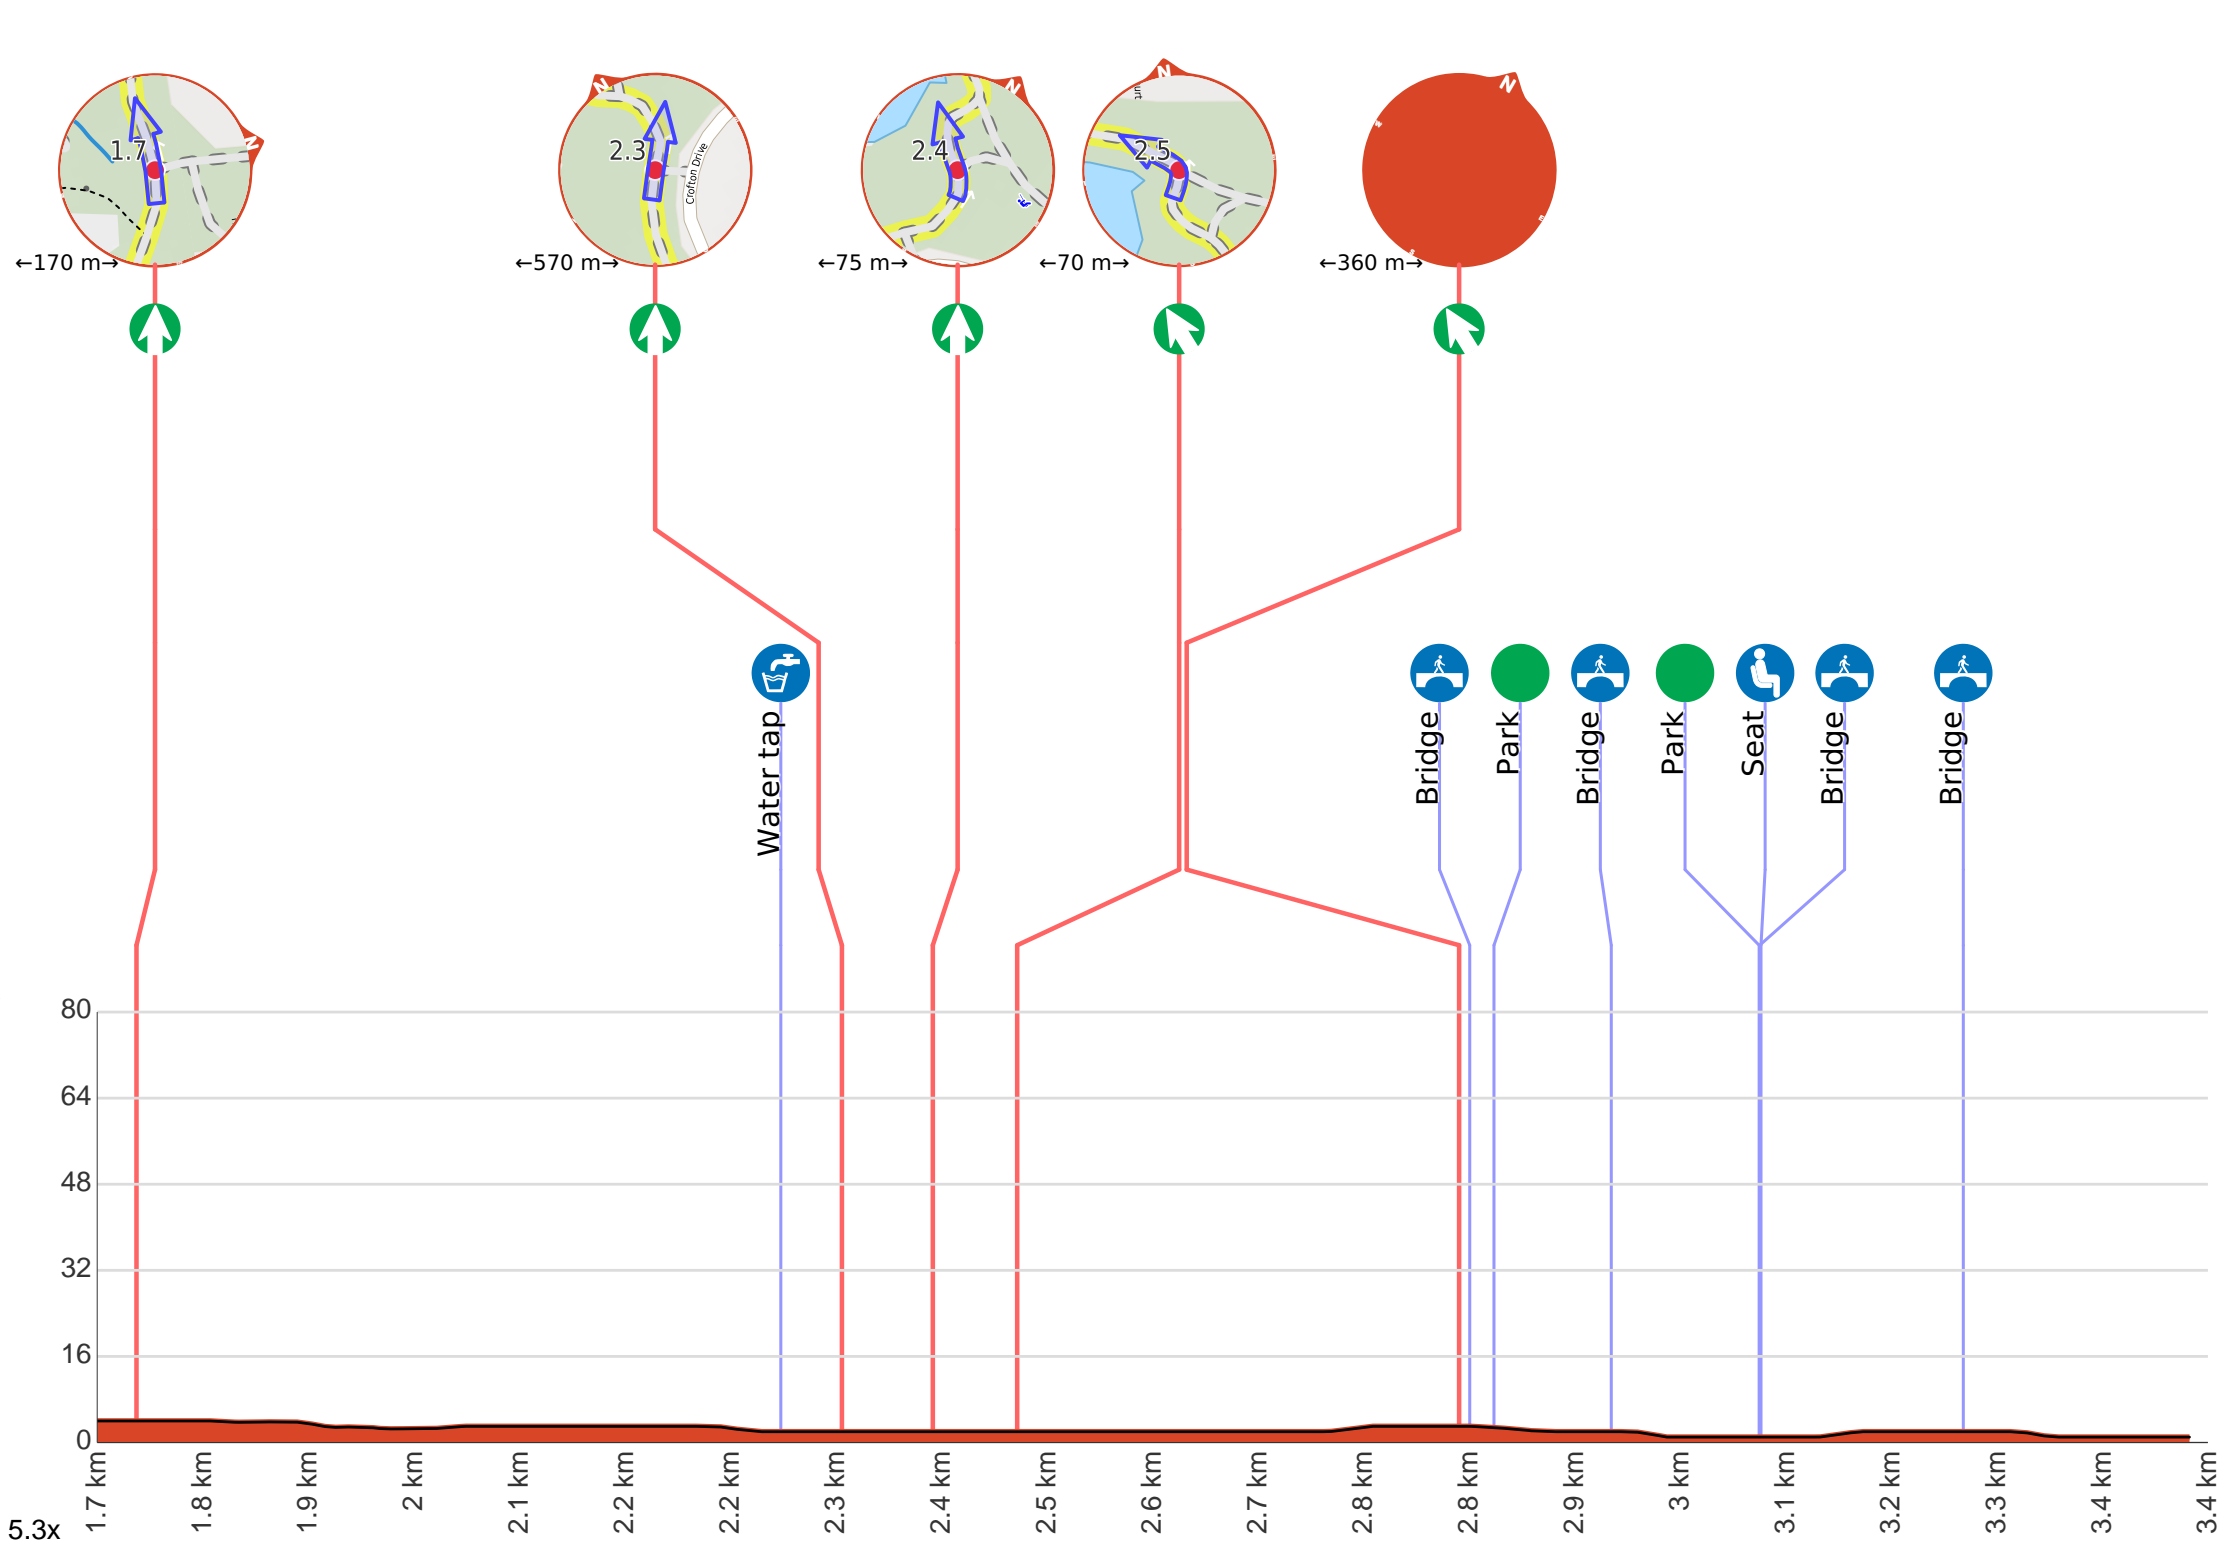 N
N
N
N
N
urt
1.7
2.3
2.4
2.5
Crofton Drive
←170 m→
←570 m→
←75 m→
←70 m→
←360 m→
Water tap
Bridge
Park
Bridge
Park
Seat
Bridge
Bridge
80
64
48
32
16
0
1.7 km
1.8 km
1.9 km
2 km
2.1 km
2.2 km
2.2 km
2.3 km
2.4 km
2.5 km
2.6 km
2.7 km
2.8 km
2.8 km
2.9 km
3 km
3.1 km
3.2 km
3.3 km
3.4 km
3.4 km
5.3x